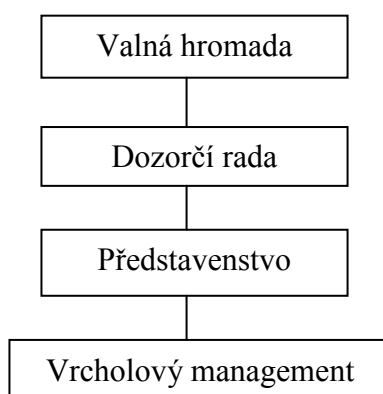 Valná hromada
Dozorčí rada
Představenstvo
Vrcholový management